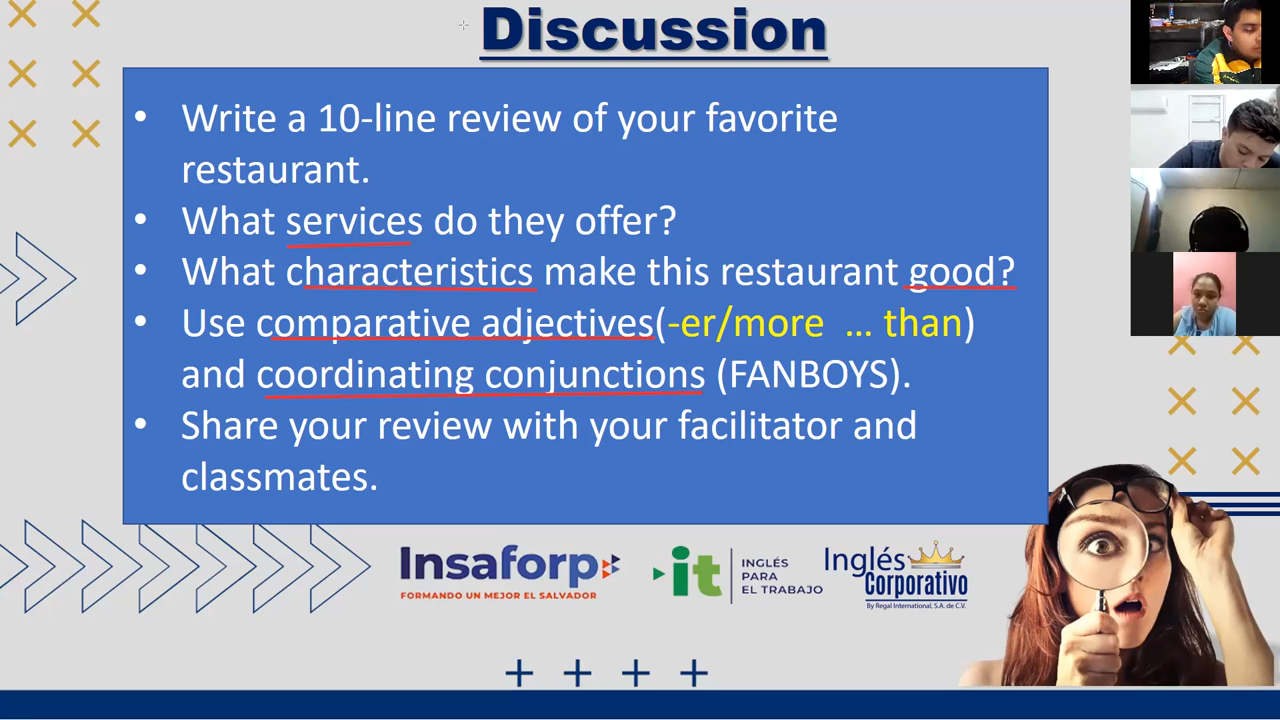 Discussion
• Write a 10-line review of your favorite
restaurant.
• What services do they offer?
• What characteristics make this restaurant good?
• Use comparative adjectives(-er/more ... than)
and coordinating conjunctions (FANBOYS).
• Share your review with your facilitator and
classmates.
Insaforp
FORMANDO UN MEJOR EL SALVADOR
it
INGLÉS
PARA
EL TRABAJO
Inglés
Corporativo
By Regal International, S.A. de C.V.